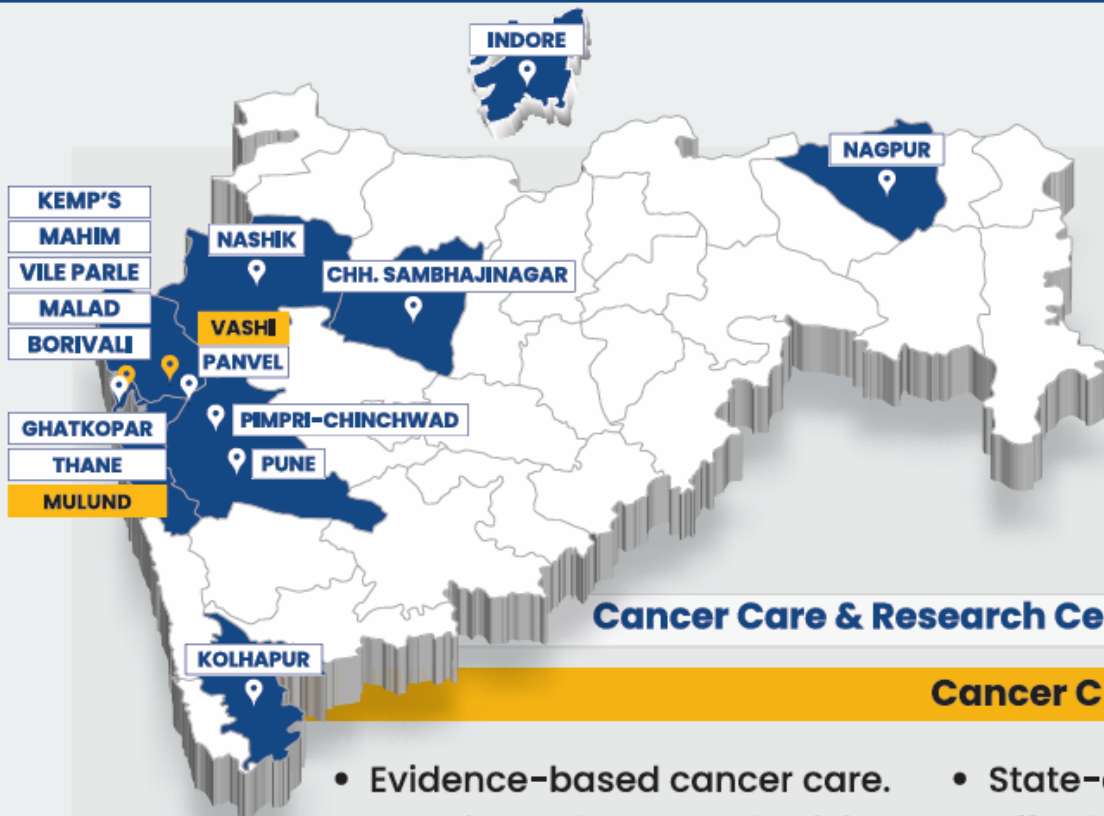 INDORE
NAGPUR
KEMP'S
MAHIM
VILE PARLE
MALAD
BORIVALI
NASHIK
CHH. SAMBHAJINAGAR
VASHI
PANVEL
PIMPRI-CHINCHWAD
PUNE
GHATKOPAR
THANE
MULUND
KOLHAPUR
Cancer Care & Research Ce
Cancer C
• Evidence-based cancer care.
• State-